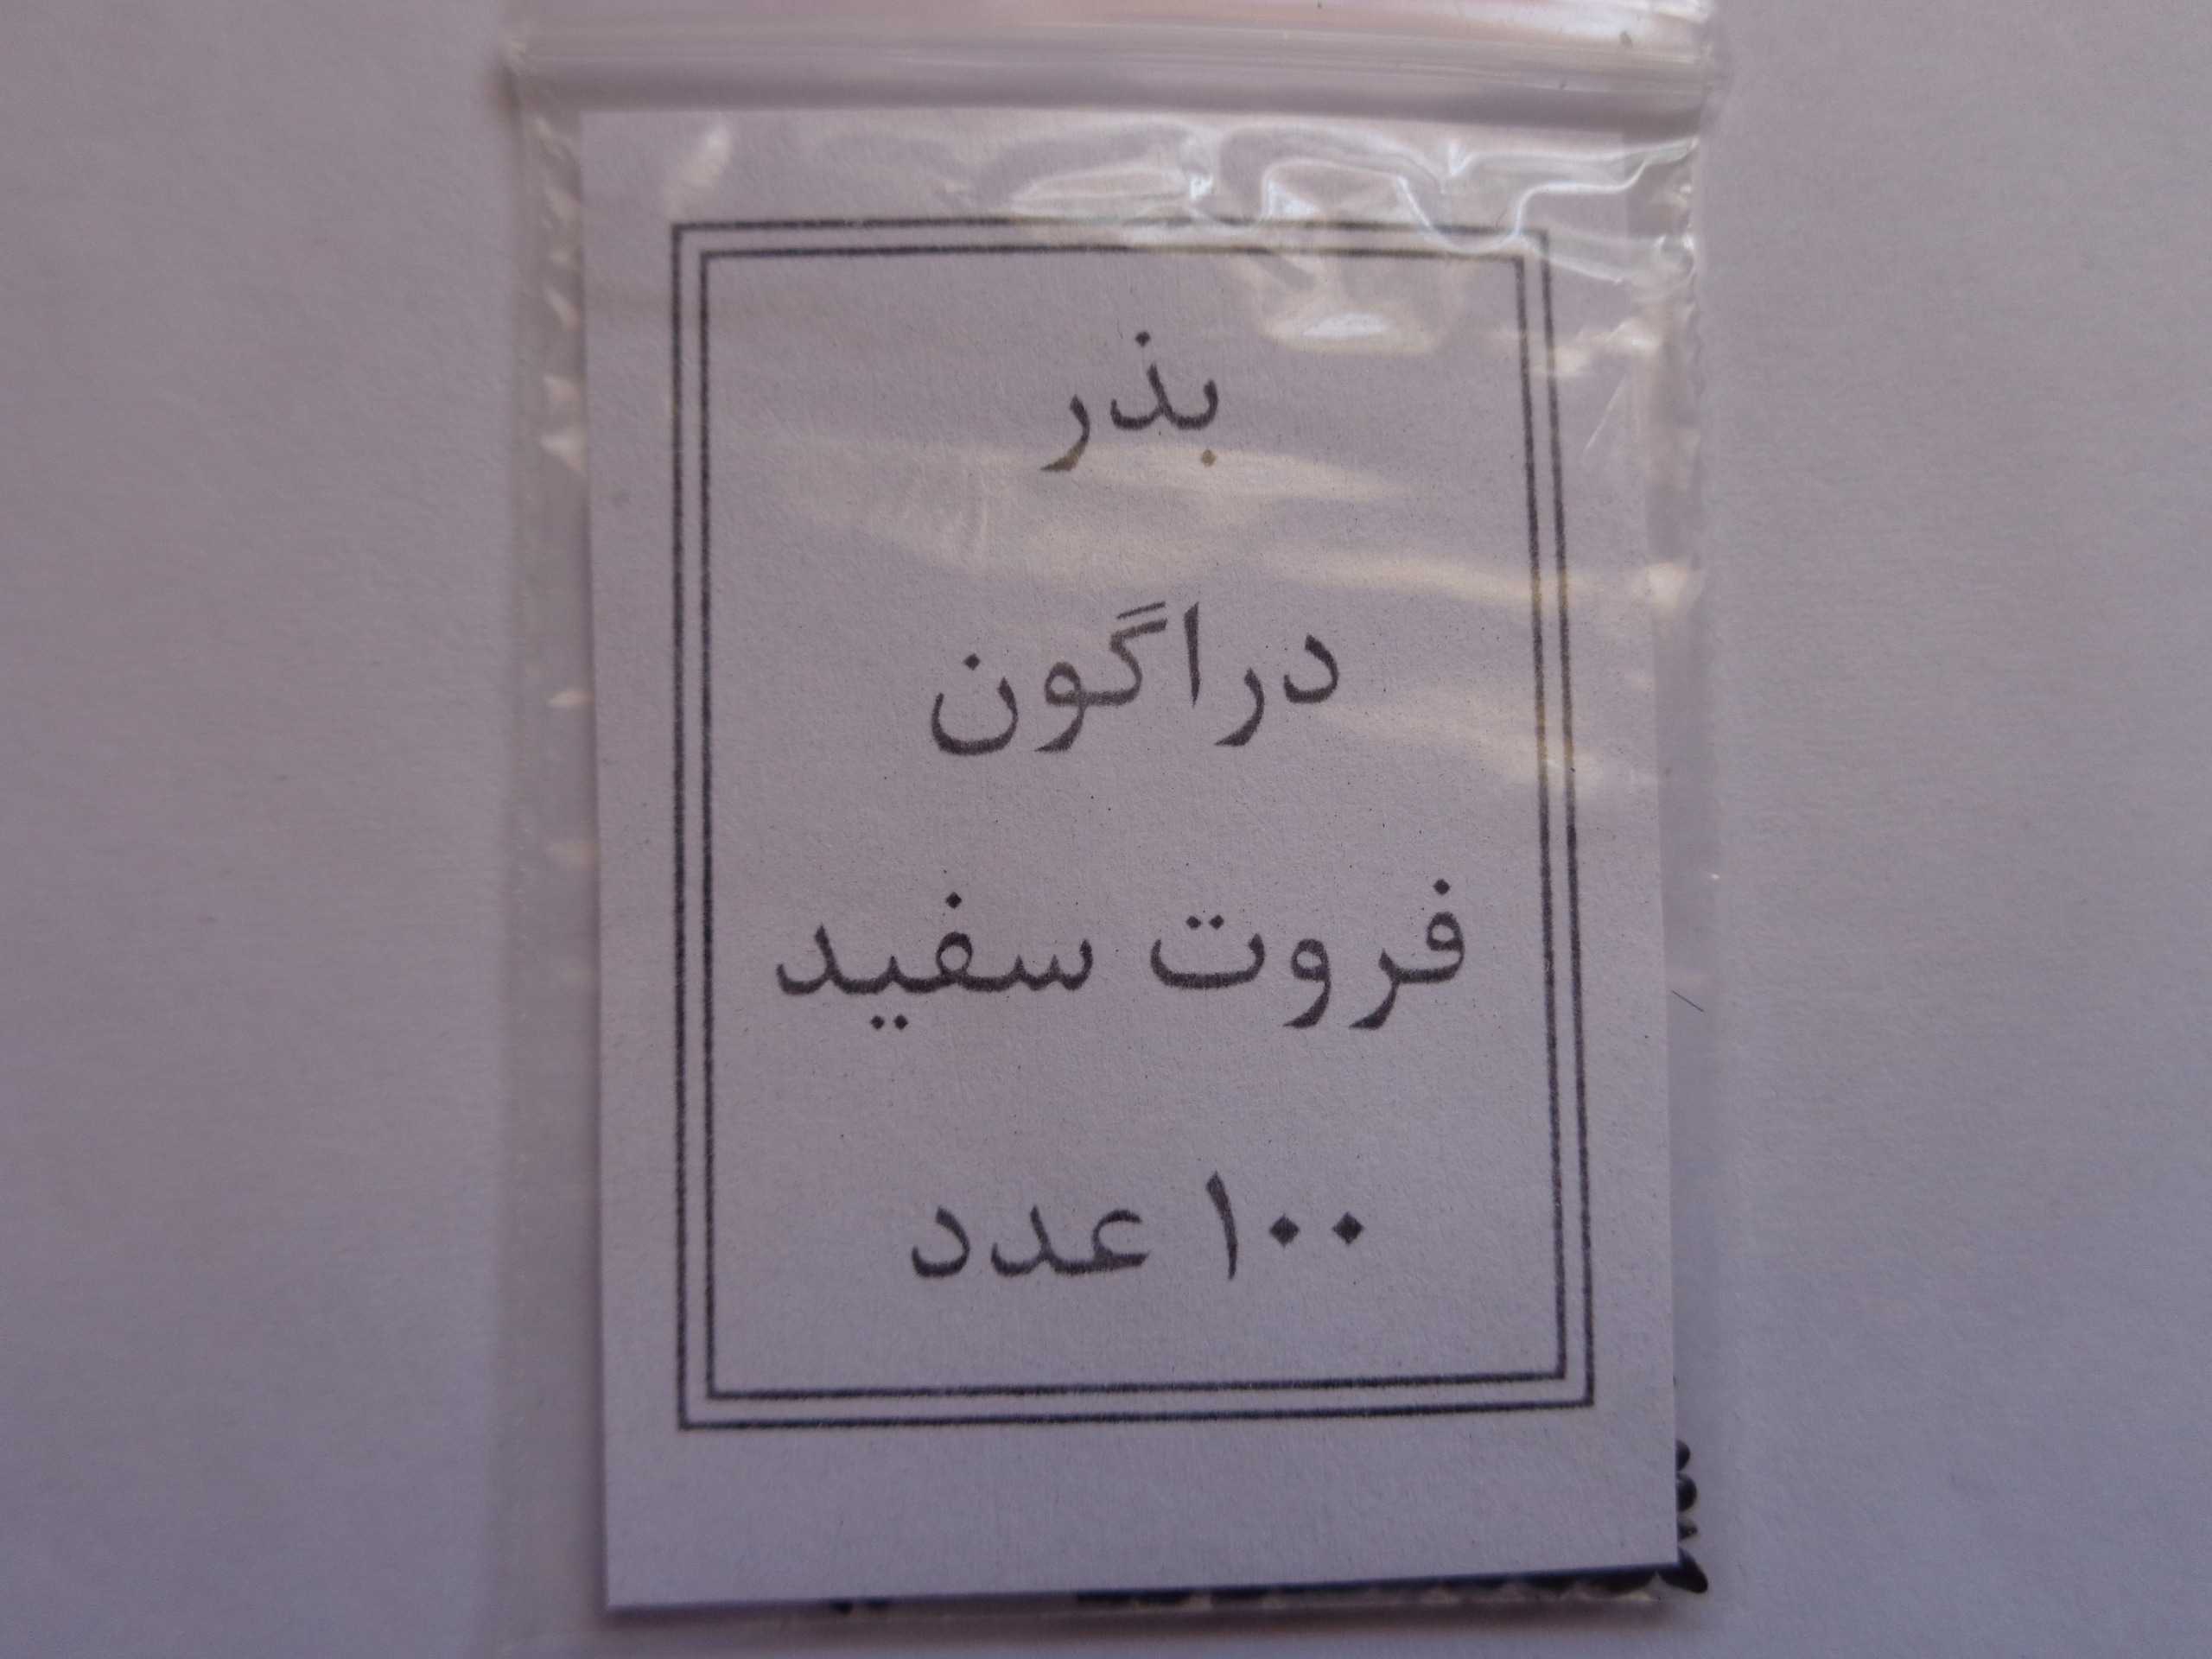 بذر
دراگون
فروت سفید
۱۰۰ عدد